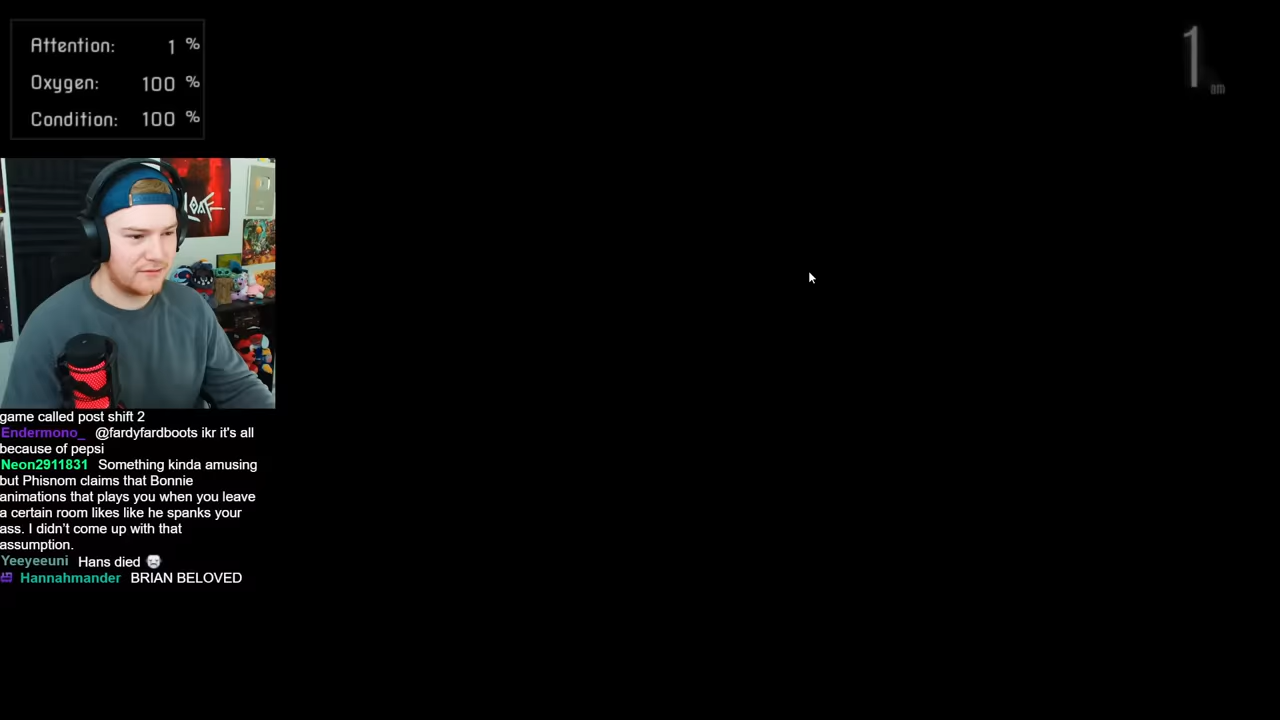 Attention: 1 %
Oxygen: 100 %
Condition: 100 %
1 am
LOAF
game called post shift 2
Endermono_ @fardyfardboots ikr it's all
because of pepsi
Neon2911831 Something kinda amusing
but Phisnom claims that Bonnie
animations that plays you when you leave
a certain room likes like he spanks your
ass. I didn't come up with that
assumption.
Yeeyeeuni Hans died
Hannahmander BRIAN BELOVED